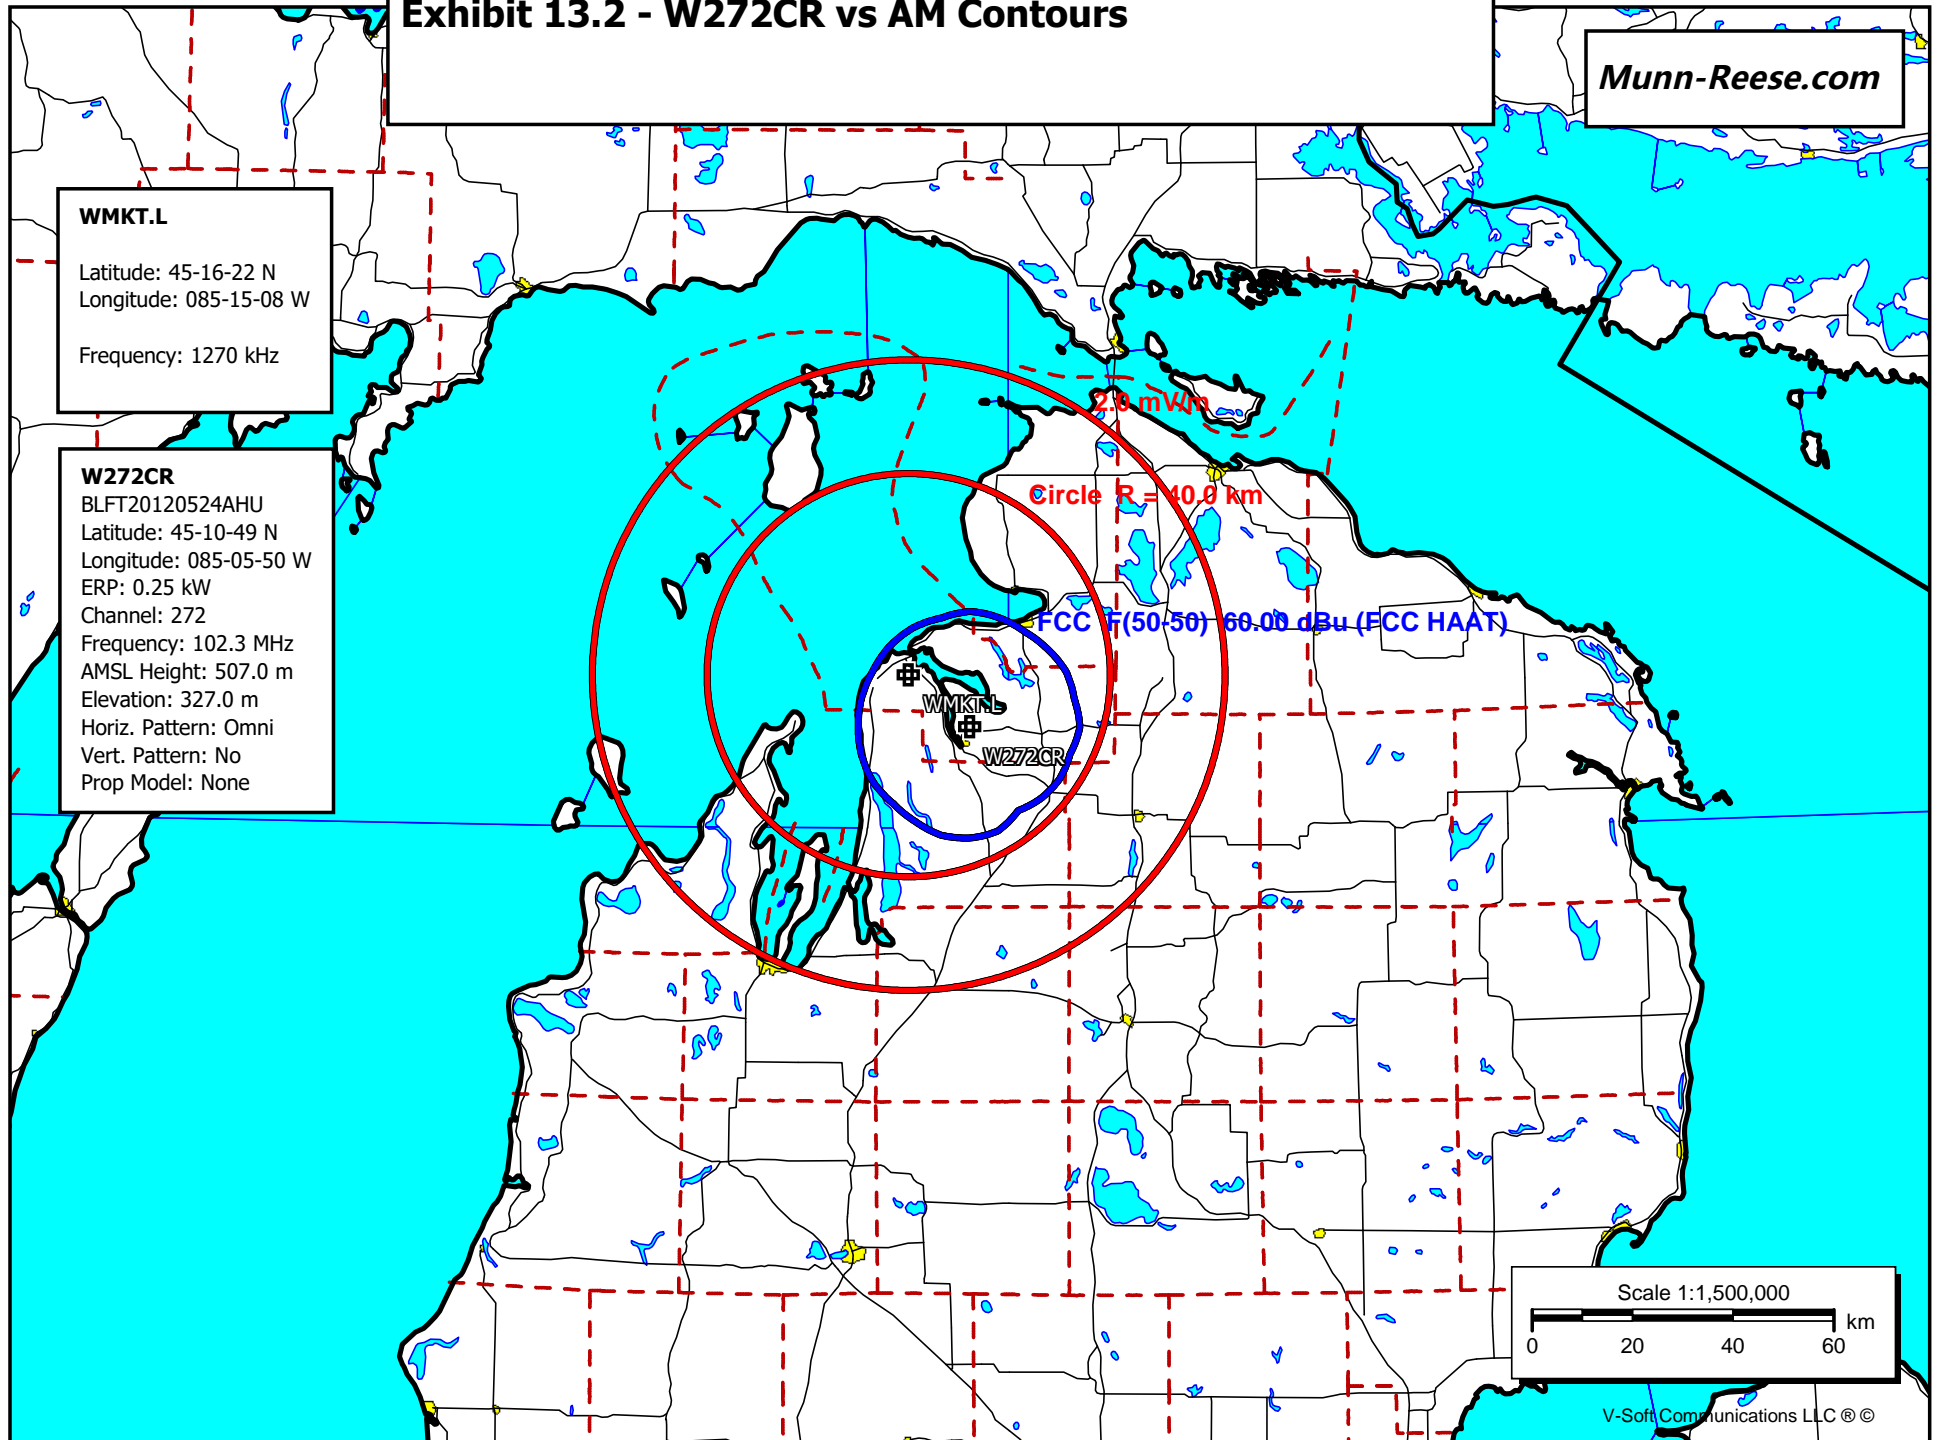 Exhibit 13.2 - W272CR vs AM Contours
Munn-Reese.com
WMKT.L
Latitude: 45-16-22 N
Longitude: 085-15-08 W
Frequency: 1270 kHz
W272CR
BLFT20120524AHU
Latitude: 45-10-49 N
Longitude: 085-05-50 W
ERP: 0.25 kW
Channel: 272
Frequency: 102.3 MHz
AMSL Height: 507.0 m
Elevation: 327.0 m
Horiz. Pattern: Omni
Vert. Pattern: No
Prop Model: None
2.0 mV/m
Circle R = 40.0 km
FCC F(50-50) 60.00 dBu (FCC HAAT)
WMKT.L
W272CR
Scale 1:1,500,000
km
0 20 40 60
V-Soft Communications LLC ® ©